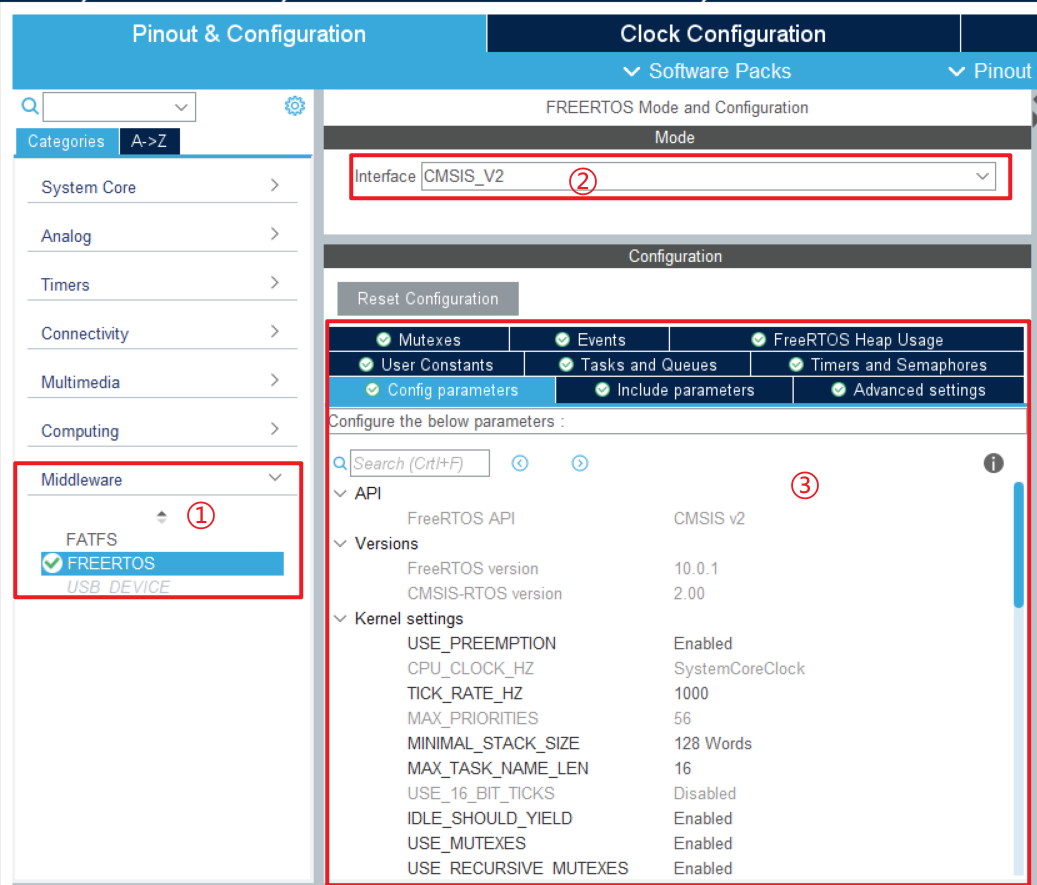 Pinout & Configuration
Clock Configuration
Software Packs
Pinout
Categories
A->Z
System Core
Analog
Timers
Connectivity
Multimedia
Computing
Middleware
①
FATFS
FREERTOS
USB_DEVICE
FREERTOS Mode and Configuration
Mode
Interface CMSIS_V2 ②
Configuration
Reset Configuration
Mutexes Events FreeRTOS Heap Usage
User Constants Tasks and Queues Timers and Semaphores
Config parameters Include parameters Advanced settings
Configure the below parameters :
Search (Crtl+F)
③
API
FreeRTOS API CMSIS v2
Versions
FreeRTOS version 10.0.1
CMSIS-RTOS version 2.00
Kernel settings
USE_PREEMPTION Enabled
CPU_CLOCK_HZ SystemCoreClock
TICK_RATE_HZ 1000
MAX_PRIORITIES 56
MINIMAL_STACK_SIZE 128 Words
MAX_TASK_NAME_LEN 16
USE_16_BIT_TICKS Disabled
IDLE_SHOULD_YIELD Enabled
USE_MUTEXES Enabled
USE_RECURSIVE_MUTEXES Enabled